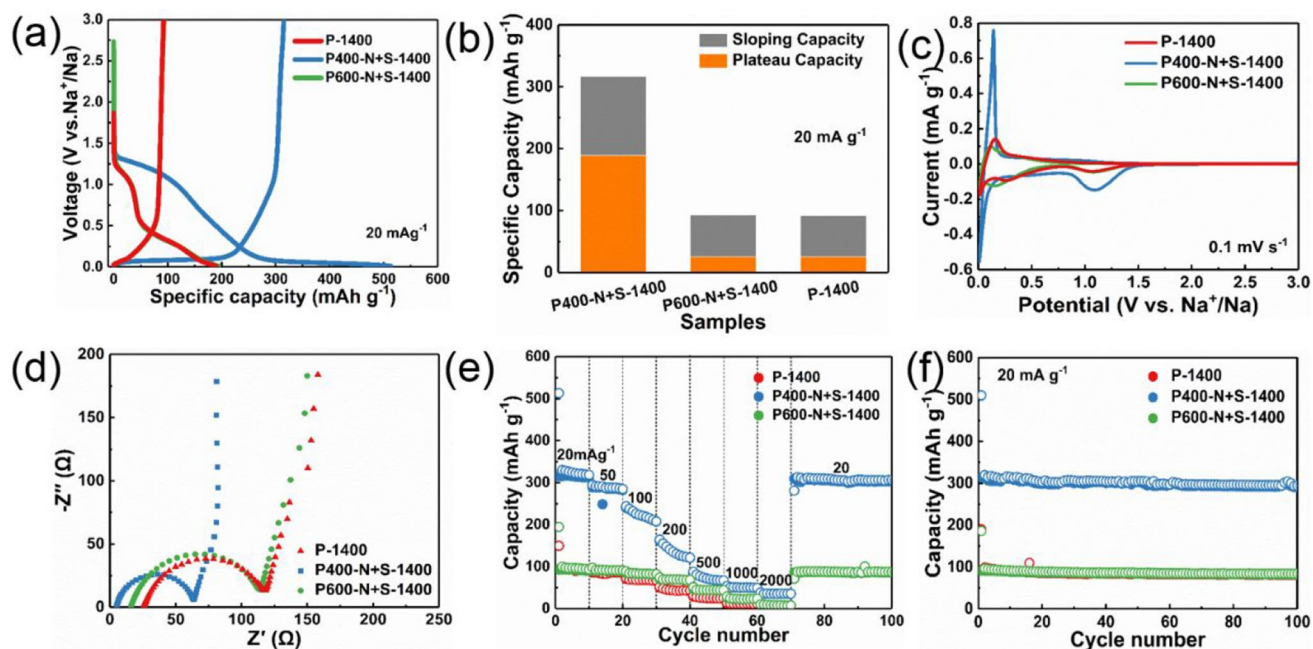 (a)
P-1400
P400-N+S-1400
P600-N+S-1400
20 mAg⁻¹
Voltage (V vs.Na⁺/Na)
3.0
2.5
2.0
1.5
1.0
0.5
0.0
0 100 200 300 400 500 600
Specific capacity (mAh g⁻¹)
(b)
Sloping Capacity
Plateau Capacity
20 mA g⁻¹
Specific Capacity (mAh g⁻¹)
400
300
200
100
0
P400-N+S-1400 P600-N+S-1400 P-1400
Samples
(c)
P-1400
P400-N+S-1400
P600-N+S-1400
0.1 mV s⁻¹
Current (mA g⁻¹)
0.8
0.4
0.2
0.0
-0.2
-0.4
-0.6
0.0 0.5 1.0 1.5 2.0 2.5 3.0
Potential (V vs. Na⁺/Na)
(d)
P-1400
P400-N+S-1400
P600-N+S-1400
-Z″ (Ω)
200
150
100
50
0
0 50 100 150 200 250
Z′ (Ω)
(e)
P-1400
P400-N+S-1400
P600-N+S-1400
20mAg⁻¹
50
100
200
500
1000
2000
20
Capacity (mAh g⁻¹)
600
500
400
300
200
100
0
0 20 40 60 80 100
Cycle number
(f)
20 mA g⁻¹
P-1400
P400-N+S-1400
P600-N+S-1400
Capacity (mAh g⁻¹)
600
500
400
300
200
100
0
0 20 40 60 80 100
Cycle number